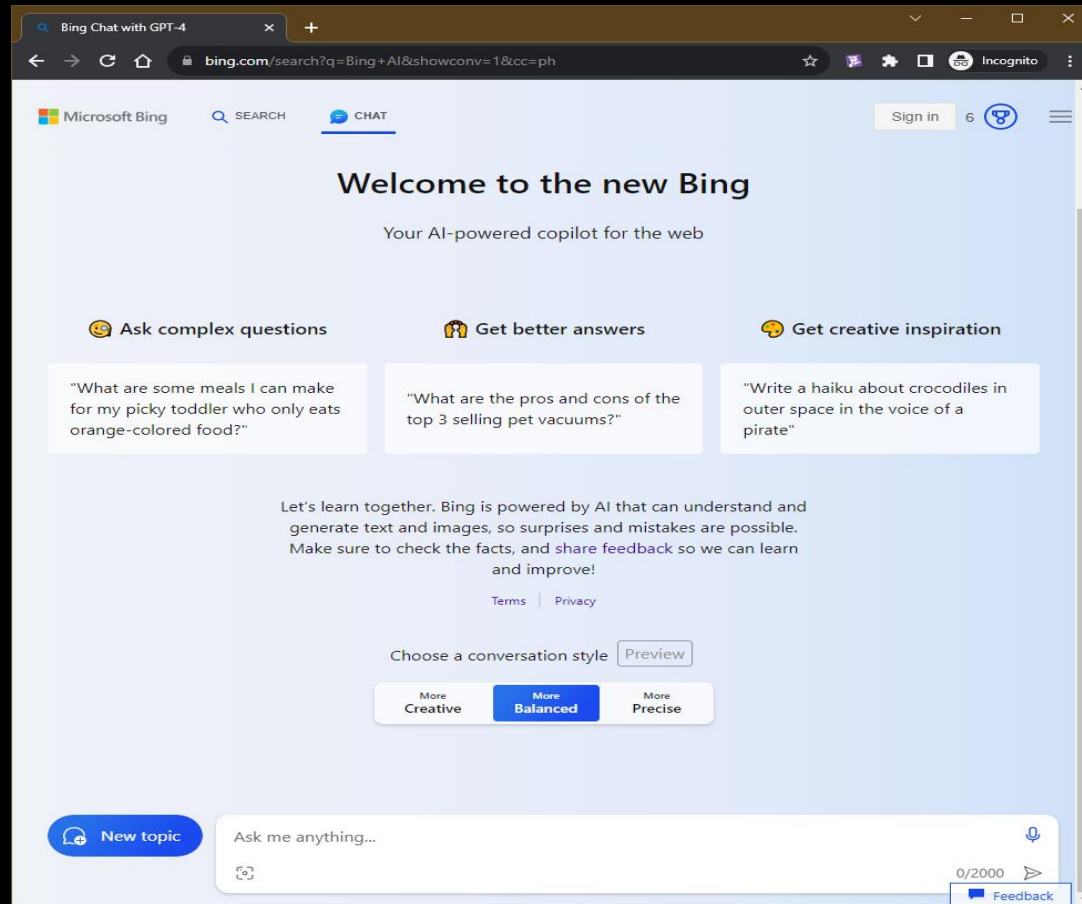 Bing Chat with GPT-4
bing.com/search?q=Bing+AI&showconv=1&cc=ph
Incognito
Microsoft Bing
SEARCH
CHAT
Sign in
6
Welcome to the new Bing
Your AI-powered copilot for the web
Ask complex questions
Get better answers
Get creative inspiration
"What are some meals I can make
for my picky toddler who only eats
orange-colored food?"
"What are the pros and cons of the
top 3 selling pet vacuums?"
"Write a haiku about crocodiles in
outer space in the voice of a
pirate"
Let's learn together. Bing is powered by AI that can understand and
generate text and images, so surprises and mistakes are possible.
Make sure to check the facts, and share feedback so we can learn
and improve!
Terms | Privacy
Choose a conversation style Preview
More
Creative
More
Balanced
More
Precise
New topic
Ask me anything...
0/2000
Feedback